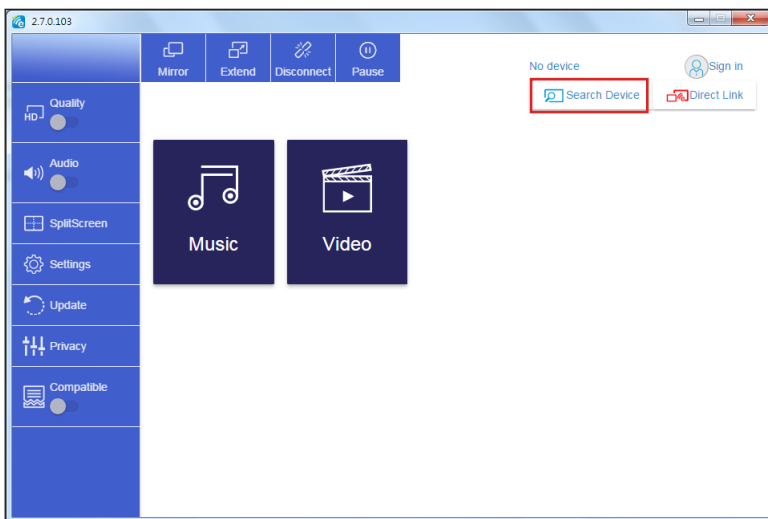 2.7.0.103
Mirror
Extend
Disconnect
Pause
No device
Sign in
Search Device
Direct Link
HD
Quality
Audio
SplitScreen
Settings
Update
Privacy
Compatible
Music
Video